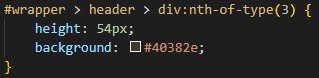 #wrapper > header > div:nth-of-type(3) {
    height: 54px;
    background: #40382e;
}